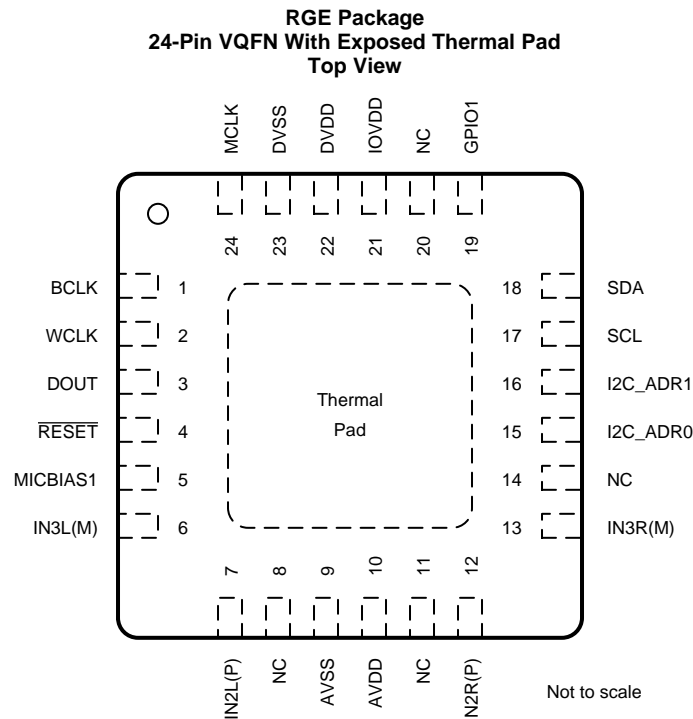 RGE Package
24-Pin VQFN With Exposed Thermal Pad
Top View
MCLK
DVSS
DVDD
IOVDD
NC
GPIO1
24
23
22
21
20
19
BCLK 1
WCLK 2
DOUT 3
RESET 4
MICBIAS1 5
IN3L(M) 6
18 SDA
17 SCL
16 I2C_ADR1
15 I2C_ADR0
14 NC
13 IN3R(M)
Thermal
Pad
7
8
9
10
11
12
IN2L(P)
NC
AVSS
AVDD
NC
N2R(P)
Not to scale